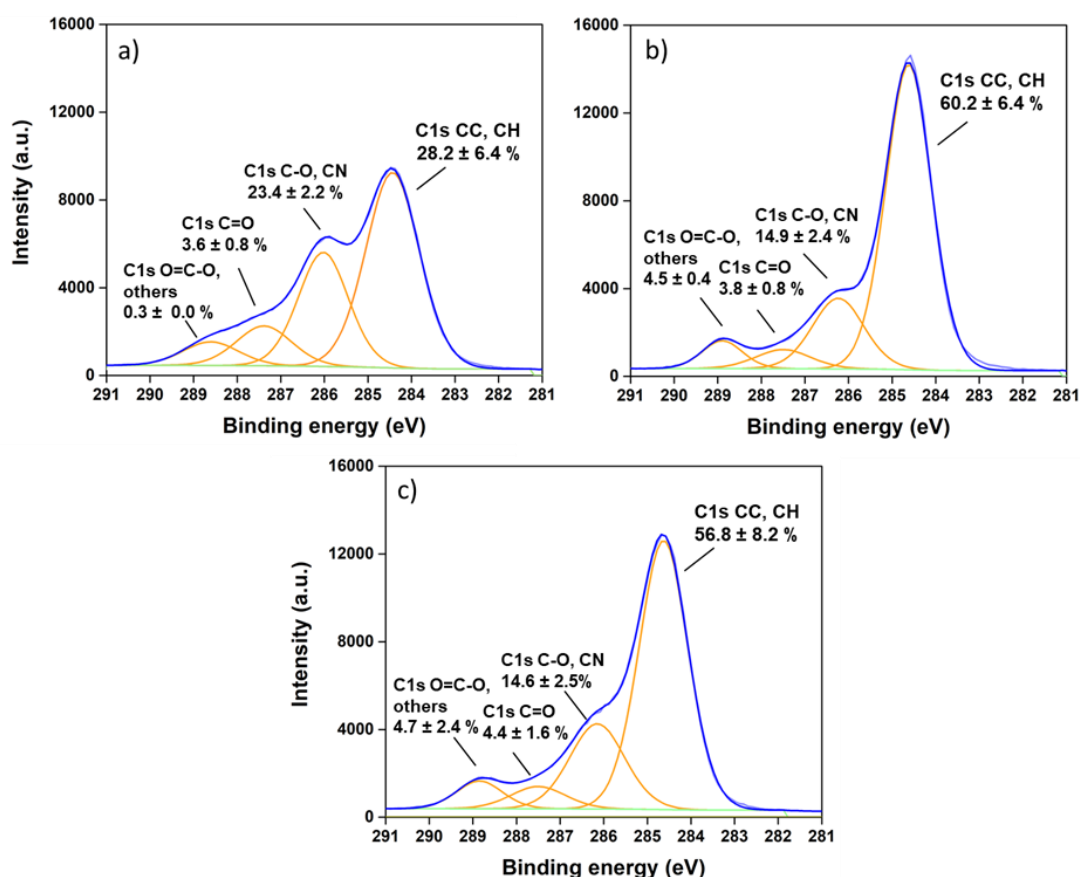 a)
16000
12000
8000
4000
0
Intensity (a.u.)
C1s CC, CH
28.2 ± 6.4 %
C1s C-O, CN
23.4 ± 2.2 %
C1s C=O
3.6 ± 0.8 %
C1s O=C-O,
others
0.3 ± 0.0 %
291 290 289 288 287 286 285 284 283 282 281
Binding energy (eV)
b)
16000
12000
8000
4000
0
Intensity (a.u.)
C1s CC, CH
60.2 ± 6.4 %
C1s C-O, CN
14.9 ± 2.4 %
C1s O=C-O,
others
4.5 ± 0.4
C1s C=O
3.8 ± 0.8 %
291 290 289 288 287 286 285 284 283 282 281
Binding energy (eV)
c)
16000
12000
8000
4000
0
Intensity (a.u.)
C1s CC, CH
56.8 ± 8.2 %
C1s C-O, CN
14.6 ± 2.5%
C1s O=C-O,
others
4.7 ± 2.4 %
C1s C=O
4.4 ± 1.6 %
291 290 289 288 287 286 285 284 283 282 281
Binding energy (eV)